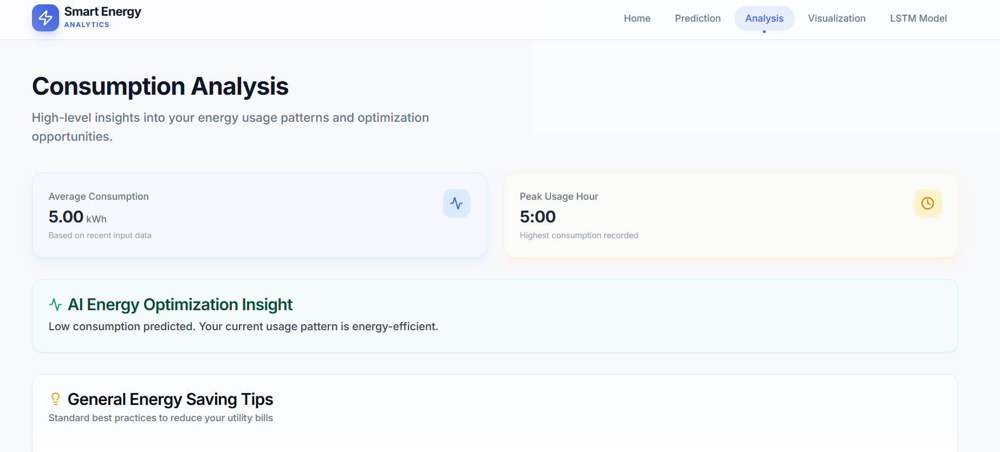 Smart Energy
ANALYTICS
Home
Prediction
Analysis
Visualization
LSTM Model
Consumption Analysis
High-level insights into your energy usage patterns and optimization
opportunities.
Average Consumption
5.00 kWh
Based on recent input data
Peak Usage Hour
5:00
Highest consumption recorded
AI Energy Optimization Insight
Low consumption predicted. Your current usage pattern is energy-efficient.
General Energy Saving Tips
Standard best practices to reduce your utility bills